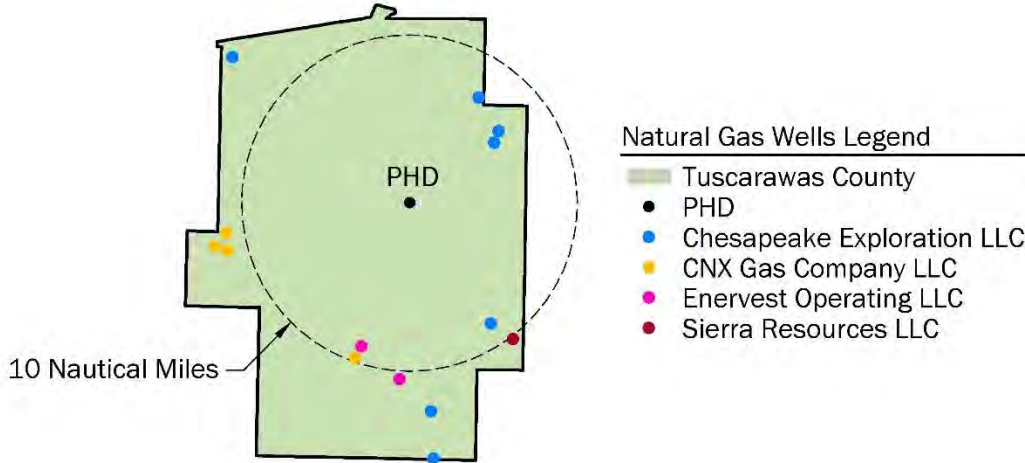 PHD
10 Nautical Miles
Natural Gas Wells Legend
Tuscarawas County
PHD
Chesapeake Exploration LLC
CNX Gas Company LLC
Enervest Operating LLC
Sierra Resources LLC